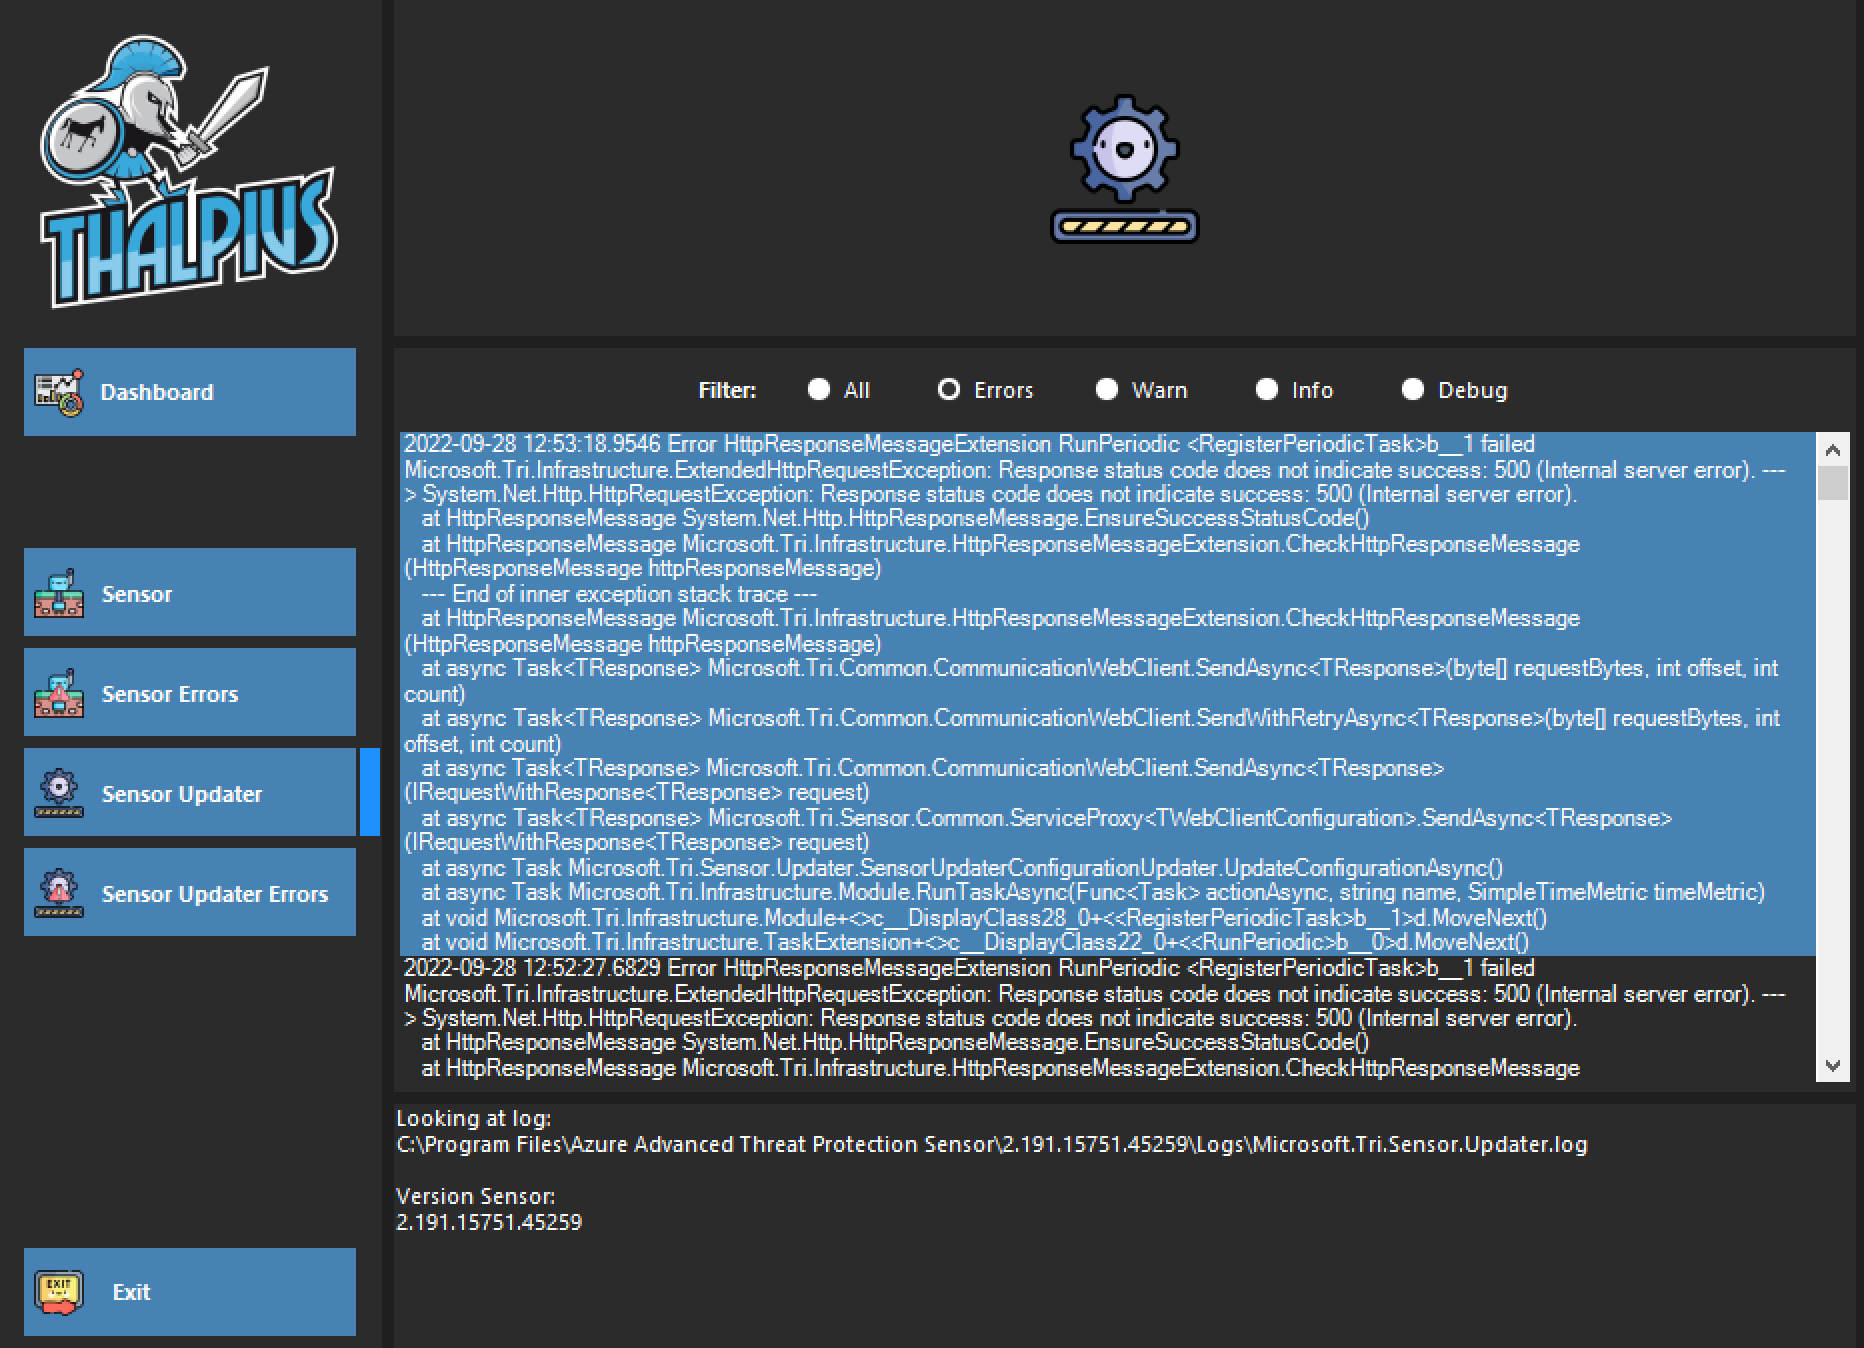 THALPIUS
Dashboard
Sensor
Sensor Errors
Sensor Updater
Sensor Updater Errors
EXIT
Exit
Filter: All Errors Warn Info Debug
2022-09-28 12:53:18.9546 Error HttpResponseMessageExtension RunPeriodic <RegisterPeriodicTask>b__1 failed
Microsoft.Tri.Infrastructure.ExtendedHttpRequestException: Response status code does not indicate success: 500 (Internal server error). ---
> System.Net.Http.HttpRequestException: Response status code does not indicate success: 500 (Internal server error).
at HttpResponseMessage System.Net.Http.HttpResponseMessage.EnsureSuccessStatusCode()
at HttpResponseMessage Microsoft.Tri.Infrastructure.HttpResponseMessageExtension.CheckHttpResponseMessage
(HttpResponseMessage httpResponseMessage)
--- End of inner exception stack trace ---
at HttpResponseMessage Microsoft.Tri.Infrastructure.HttpResponseMessageExtension.CheckHttpResponseMessage
(HttpResponseMessage httpResponseMessage)
at async Task<TResponse> Microsoft.Tri.Common.CommunicationWebClient.SendAsync<TResponse>(byte[] requestBytes, int offset, int
count)
at async Task<TResponse> Microsoft.Tri.Common.CommunicationWebClient.SendWithRetryAsync<TResponse>(byte[] requestBytes, int
offset, int count)
at async Task<TResponse> Microsoft.Tri.Common.CommunicationWebClient.SendAsync<TResponse>
(IRequestWithResponse<TResponse> request)
at async Task<TResponse> Microsoft.Tri.Sensor.Common.ServiceProxy<TWebClientConfiguration>.SendAsync<TResponse>
(IRequestWithResponse<TResponse> request)
at async Task Microsoft.Tri.Sensor.Updater.SensorUpdaterConfigurationUpdater.UpdateConfigurationAsync()
at async Task Microsoft.Tri.Infrastructure.Module.RunTaskAsync(Func<Task> actionAsync, string name, SimpleTimeMetric timeMetric)
at void Microsoft.Tri.Infrastructure.Module+<>c__DisplayClass28_0+<<RegisterPeriodicTask>b__1>d.MoveNext()
at void Microsoft.Tri.Infrastructure.TaskExtension+<>c__DisplayClass22_0+<<RunPeriodic>b__0>d.MoveNext()
2022-09-28 12:52:27.6829 Error HttpResponseMessageExtension RunPeriodic <RegisterPeriodicTask>b__1 failed
Microsoft.Tri.Infrastructure.ExtendedHttpRequestException: Response status code does not indicate success: 500 (Internal server error). ---
> System.Net.Http.HttpRequestException: Response status code does not indicate success: 500 (Internal server error).
at HttpResponseMessage System.Net.Http.HttpResponseMessage.EnsureSuccessStatusCode()
at HttpResponseMessage Microsoft.Tri.Infrastructure.HttpResponseMessageExtension.CheckHttpResponseMessage
Looking at log:
C:\Program Files\Azure Advanced Threat Protection Sensor\2.191.15751.45259\Logs\Microsoft.Tri.Sensor.Updater.log
Version Sensor:
2.191.15751.45259